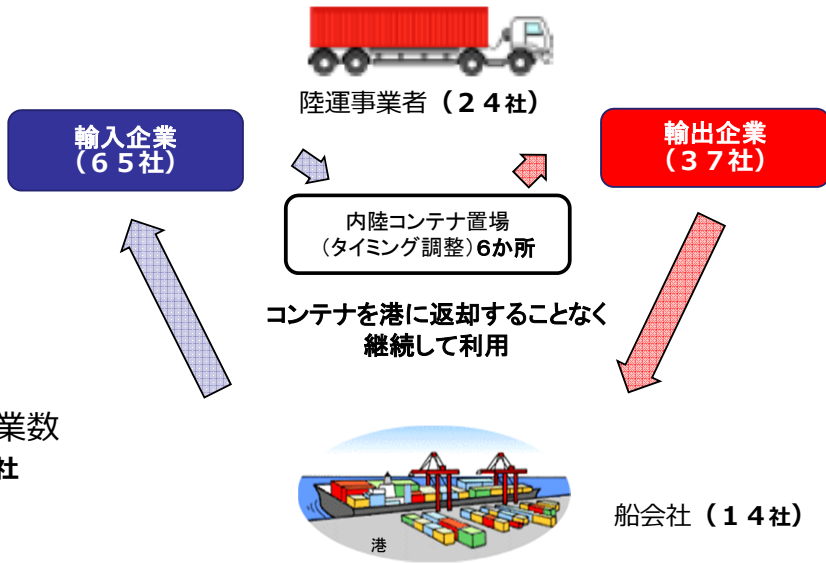 陸運事業者(24社)
輸入企業
(65社)
輸出企業
(37社)
内陸コンテナ置場
(タイミング調整)6か所
コンテナを港に返却することなく
継続して利用
業数
社
港
船会社(14社)